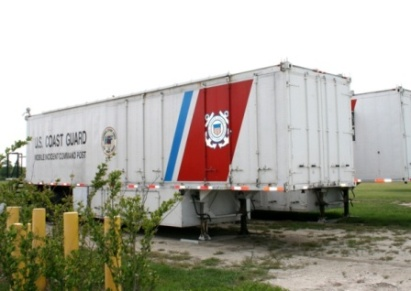 U.S. COAST GUARD
MOBILE INCIDENT COMMAND POST